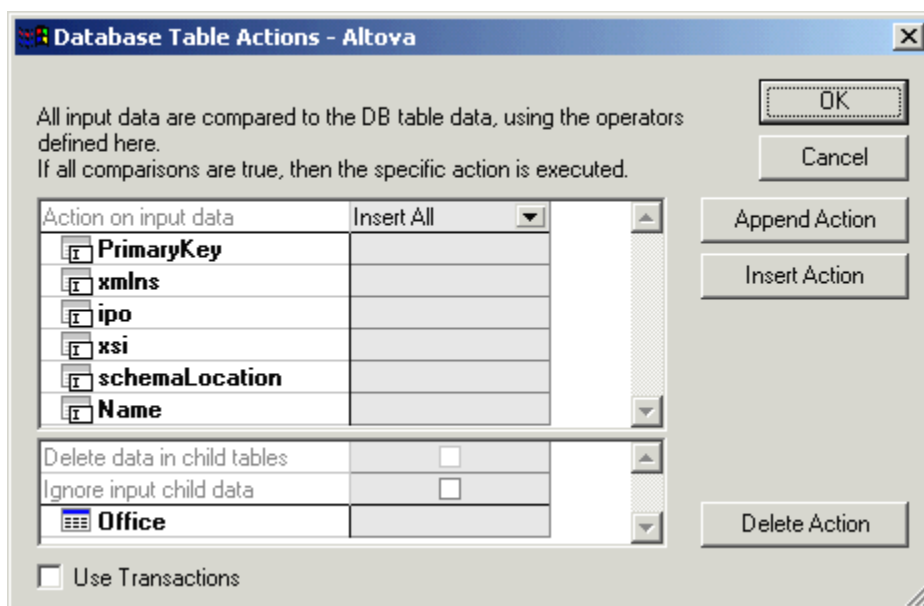 Database Table Actions - Altova
All input data are compared to the DB table data, using the operators
defined here.
If all comparisons are true, then the specific action is executed.
OK
Cancel
Action on input data Insert All
PrimaryKey
xmlns
ipo
xsi
schemaLocation
Name
Append Action
Insert Action
Delete data in child tables
Ignore input child data
Office
Delete Action
Use Transactions